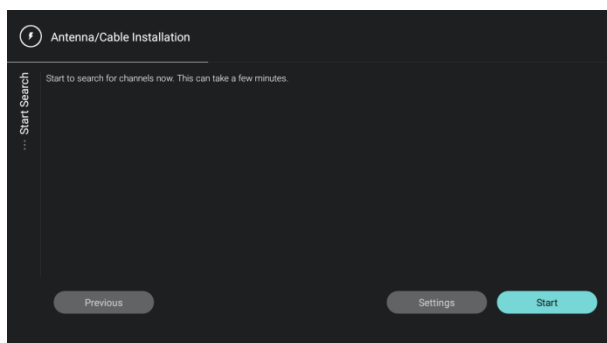 Antenna/Cable Installation
Start to search for channels now. This can take a few minutes.
... Start Search
Previous
Settings
Start